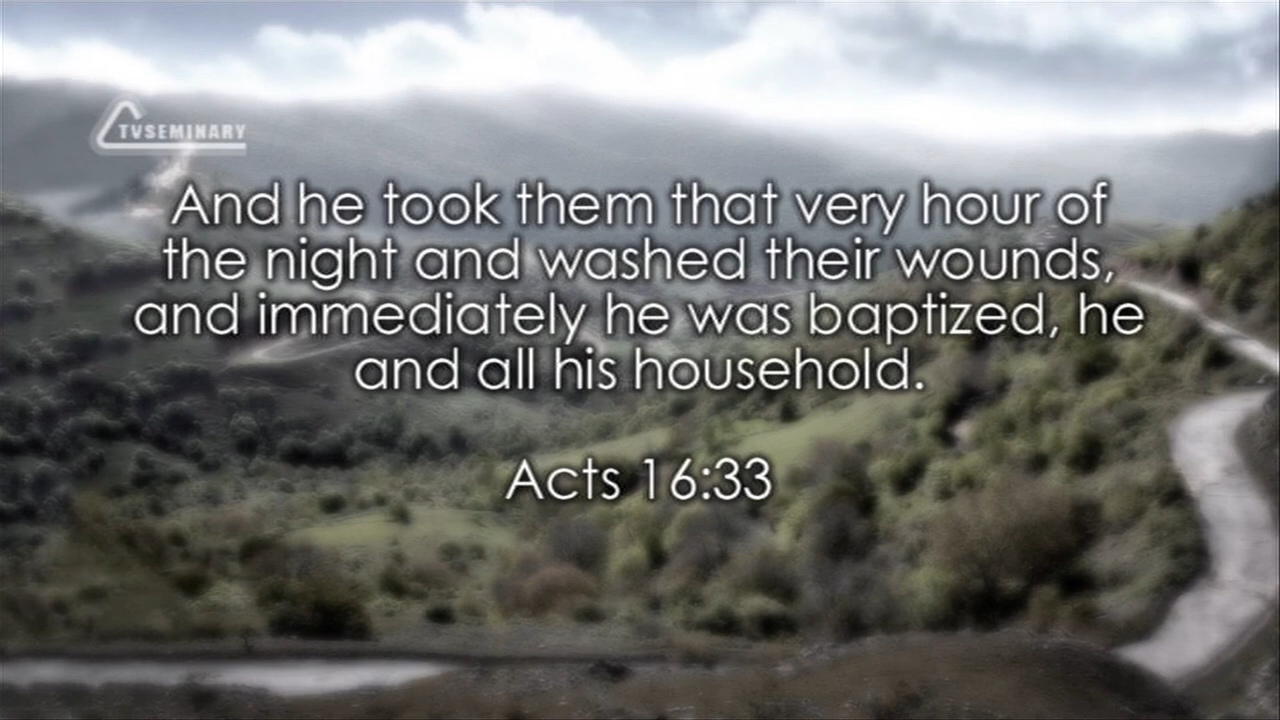 TVSEMINARY
And he took them that very hour of
the night and washed their wounds,
and immediately he was baptized, he
and all his household.
Acts 16:33